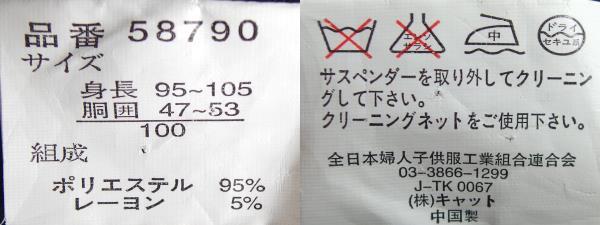 品番 58790
サイズ
身長 95~105
胴囲 47~53
100
組成
ポリエステル 95%
レーヨン 5%
エンソ サラシ
中
ドライ
セキユ系
サスペンダーを取り外してクリーニン
グして下さい。
クリーニングネットをご使用下さい。
全日本婦人子供服工業組合連合会
03-3866-1299
J-TK 0067
(株)キャット
中国製